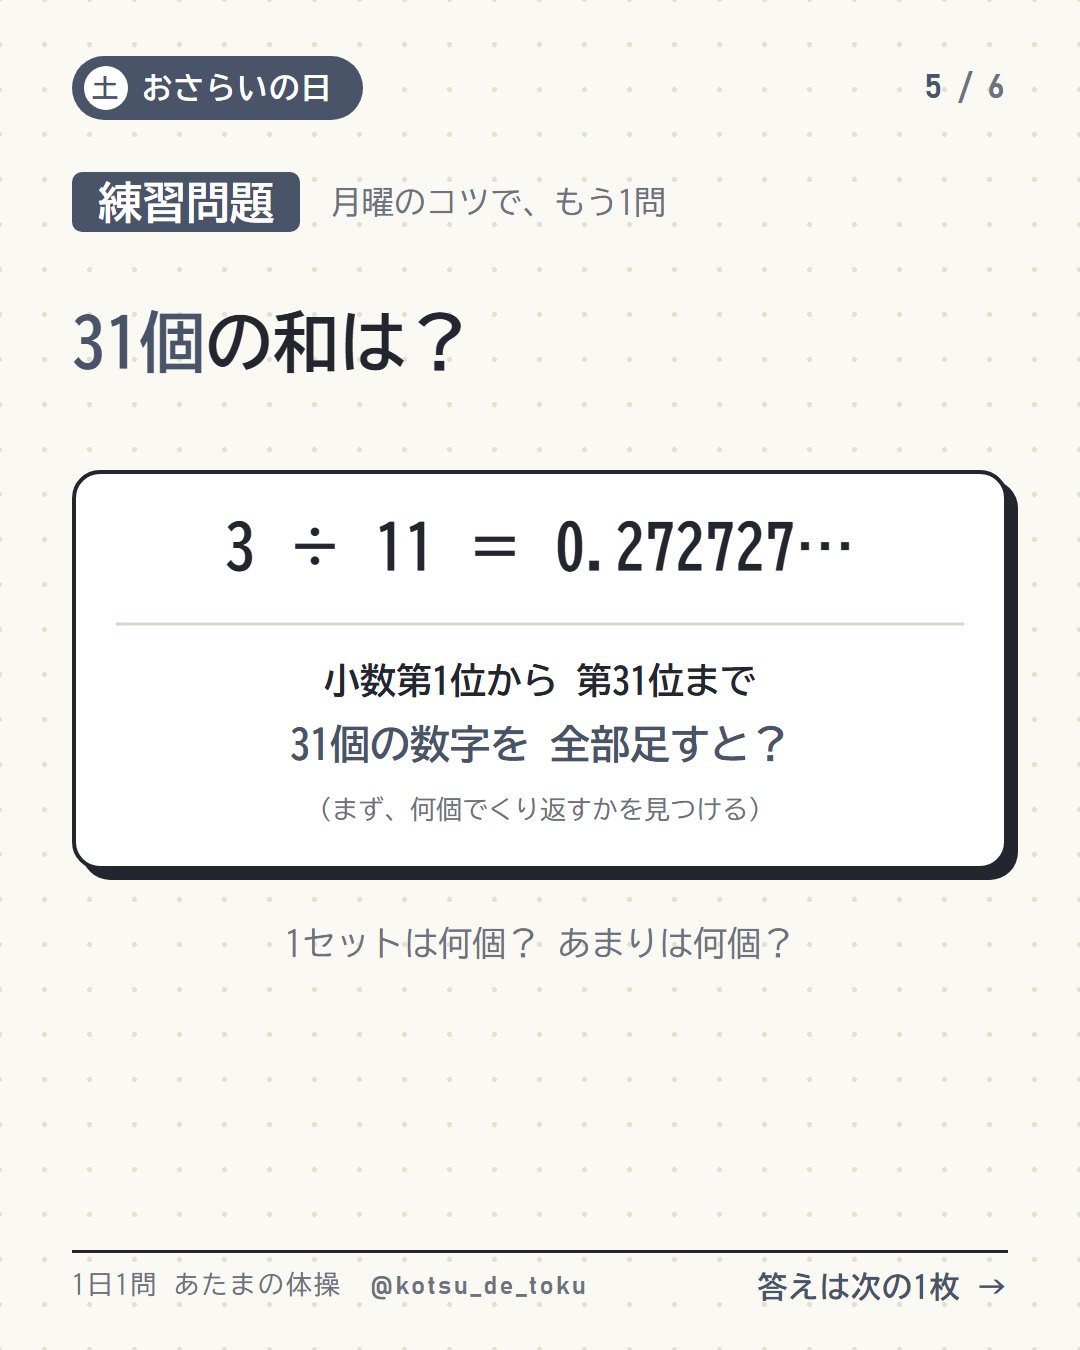 土 おさらいの日
5 / 6
練習問題 月曜のコツで、もう1問
31個の和は？
3 ÷ 11 = 0.272727…
小数第1位から 第31位まで
31個の数字を 全部足すと？
（まず、何個でくり返すかを見つける）
1セットは何個？ あまりは何個？
1日1問 あたまの体操 @kotsu_de_toku
答えは次の1枚 →